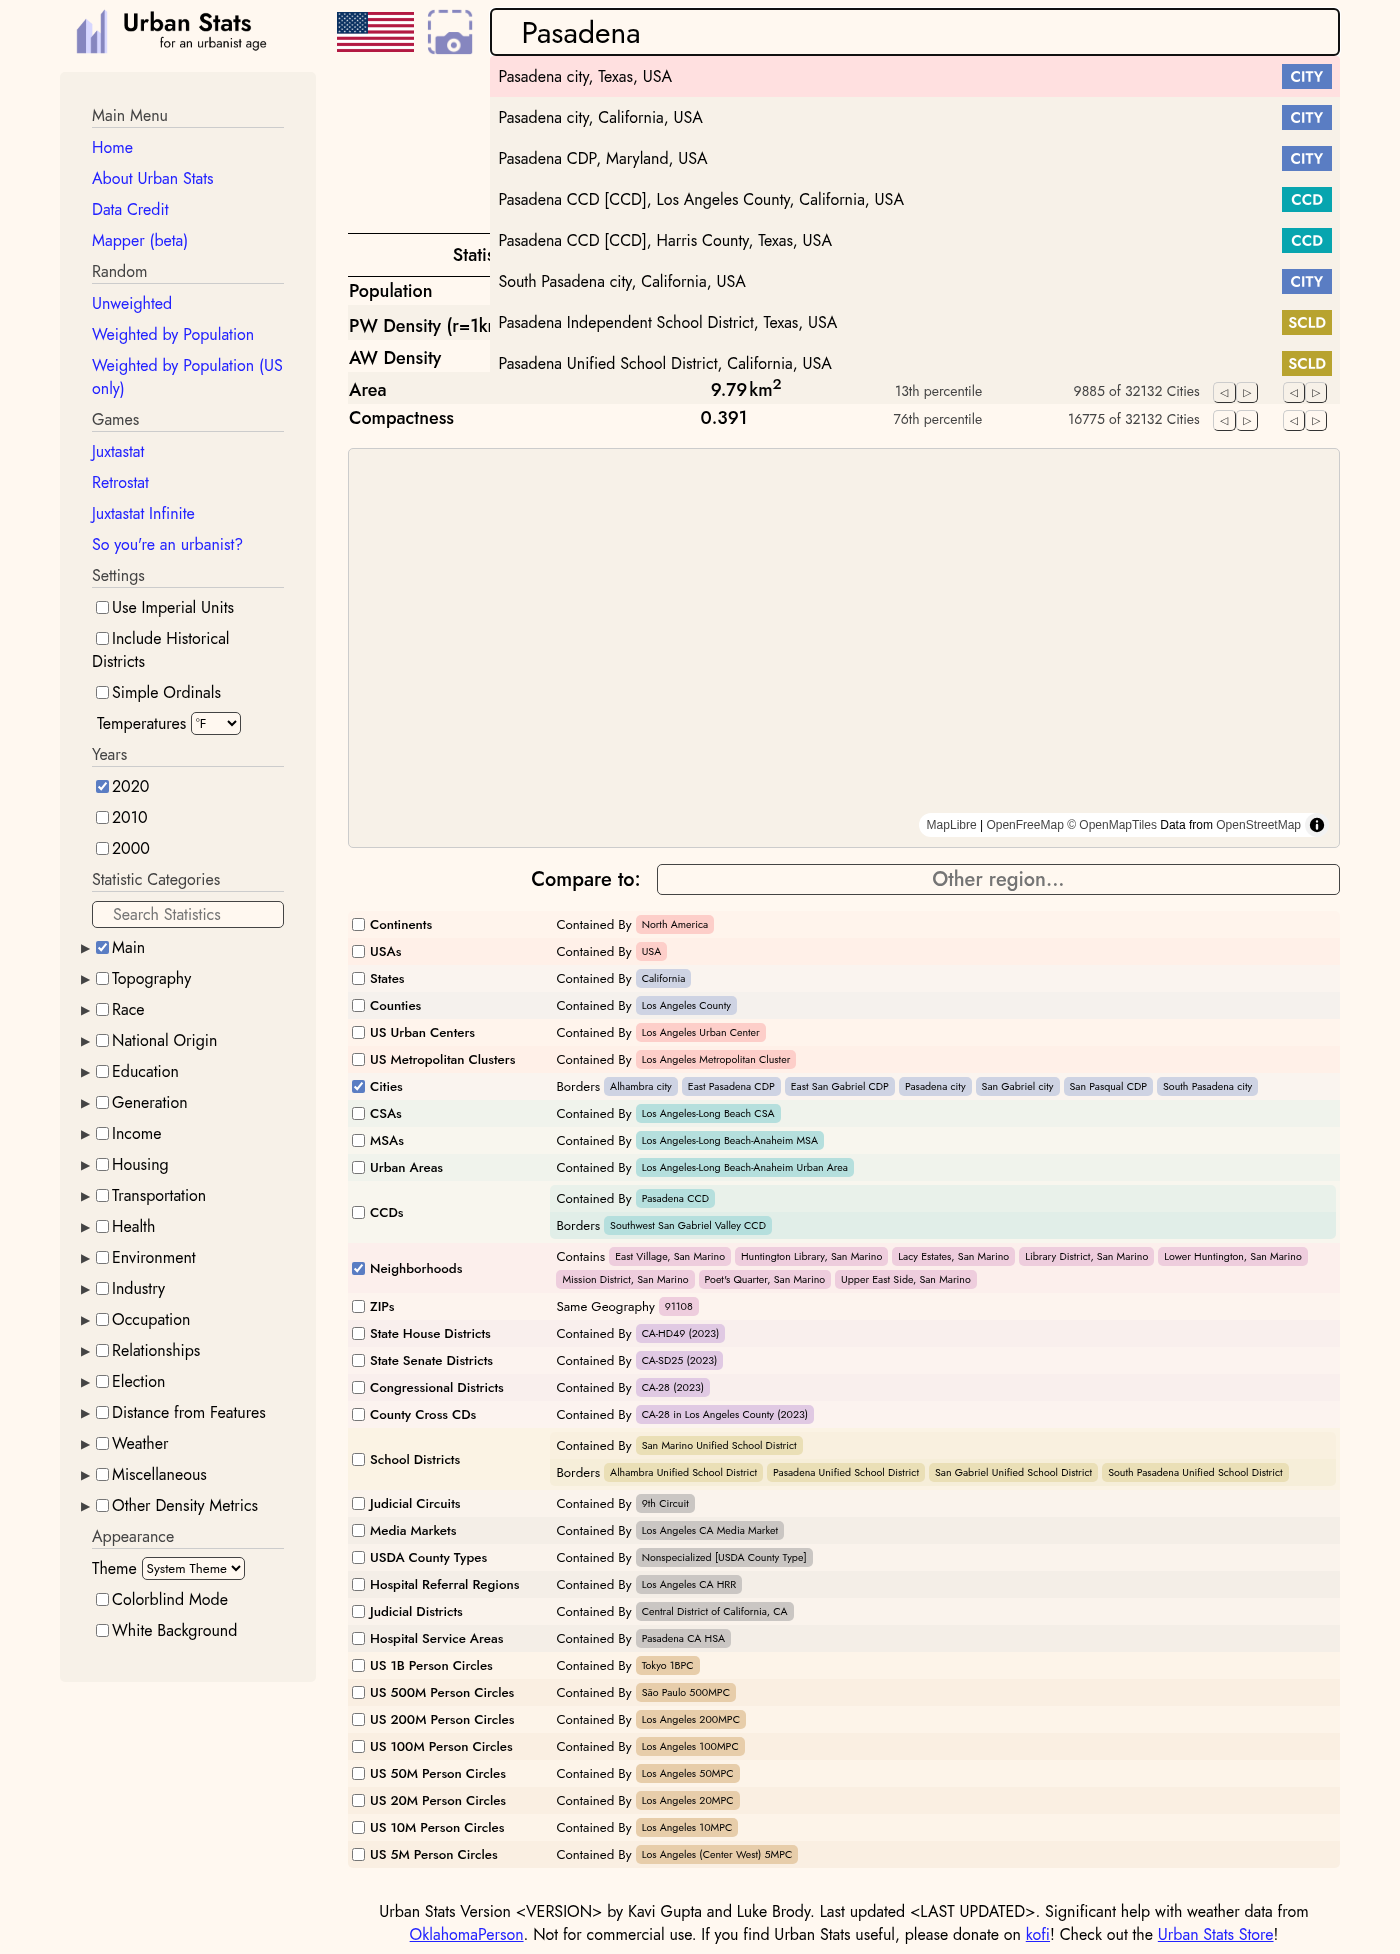 Urban Stats
for an urbanist age
Pasadena
Pasadena city, Texas, USA CITY
Pasadena city, California, USA CITY
Pasadena CDP, Maryland, USA CITY
Pasadena CCD [CCD], Los Angeles County, California, USA CCD
Pasadena CCD [CCD], Harris County, Texas, USA CCD
South Pasadena city, California, USA CITY
Pasadena Independent School District, Texas, USA SCLD
Pasadena Unified School District, California, USA SCLD
Main Menu
Home
About Urban Stats
Data Credit
Mapper (beta)
Random
Unweighted
Weighted by Population
Weighted by Population (US
only)
Games
Juxtastat
Retrostat
Juxtastat Infinite
So you're an urbanist?
Settings
Use Imperial Units
Include Historical
Districts
Simple Ordinals
Temperatures °F
Years
2020
2010
2000
Statistic Categories
Search Statistics
Main
Topography
Race
National Origin
Education
Generation
Income
Housing
Transportation
Health
Environment
Industry
Occupation
Relationships
Election
Distance from Features
Weather
Miscellaneous
Other Density Metrics
Appearance
Theme System Theme
Colorblind Mode
White Background
Statis
Population
PW Density (r=1k
AW Density
Area 9.79 km2 13th percentile 9885 of 32132 Cities
Compactness 0.391 76th percentile 16775 of 32132 Cities
MapLibre | OpenFreeMap © OpenMapTiles Data from OpenStreetMap
Compare to: Other region...
Continents Contained By North America
USAs Contained By USA
States Contained By California
Counties Contained By Los Angeles County
US Urban Centers Contained By Los Angeles Urban Center
US Metropolitan Clusters Contained By Los Angeles Metropolitan Cluster
Cities Borders Alhambra city East Pasadena CDP East San Gabriel CDP Pasadena city San Gabriel city San Pasqual CDP South Pasadena city
CSAs Contained By Los Angeles-Long Beach CSA
MSAs Contained By Los Angeles-Long Beach-Anaheim MSA
Urban Areas Contained By Los Angeles-Long Beach-Anaheim Urban Area
CCDs Contained By Pasadena CCD
Borders Southwest San Gabriel Valley CCD
Neighborhoods Contains East Village, San Marino Huntington Library, San Marino Lacy Estates, San Marino Library District, San Marino Lower Huntington, San Marino
Mission District, San Marino Poet's Quarter, San Marino Upper East Side, San Marino
ZIPs Same Geography 91108
State House Districts Contained By CA-HD49 (2023)
State Senate Districts Contained By CA-SD25 (2023)
Congressional Districts Contained By CA-28 (2023)
County Cross CDs Contained By CA-28 in Los Angeles County (2023)
School Districts Contained By San Marino Unified School District
Borders Alhambra Unified School District Pasadena Unified School District San Gabriel Unified School District South Pasadena Unified School District
Judicial Circuits Contained By 9th Circuit
Media Markets Contained By Los Angeles CA Media Market
USDA County Types Contained By Nonspecialized [USDA County Type]
Hospital Referral Regions Contained By Los Angeles CA HRR
Judicial Districts Contained By Central District of California, CA
Hospital Service Areas Contained By Pasadena CA HSA
US 1B Person Circles Contained By Tokyo 1BPC
US 500M Person Circles Contained By São Paulo 500MPC
US 200M Person Circles Contained By Los Angeles 200MPC
US 100M Person Circles Contained By Los Angeles 100MPC
US 50M Person Circles Contained By Los Angeles 50MPC
US 20M Person Circles Contained By Los Angeles 20MPC
US 10M Person Circles Contained By Los Angeles 10MPC
US 5M Person Circles Contained By Los Angeles (Center West) 5MPC
Urban Stats Version <VERSION> by Kavi Gupta and Luke Brody. Last updated <LAST UPDATED>. Significant help with weather data from
OklahomaPerson. Not for commercial use. If you find Urban Stats useful, please donate on kofi! Check out the Urban Stats Store!